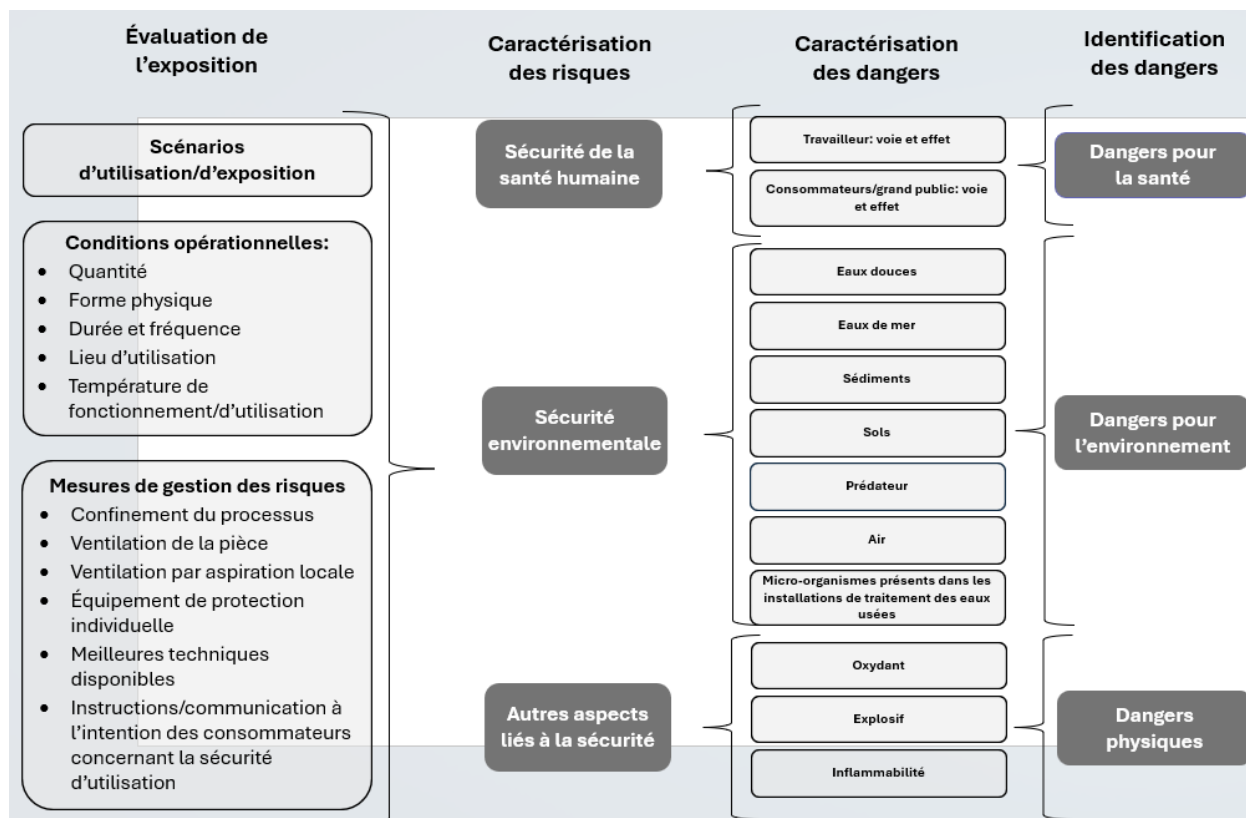 Évaluation de
l'exposition
Caractérisation
des risques
Caractérisation
des dangers
Identification
des dangers
Scénarios
d'utilisation/d'exposition
Conditions opérationnelles:
• Quantité
• Forme physique
• Durée et fréquence
• Lieu d'utilisation
• Température de
fonctionnement/d'utilisation
Mesures de gestion des risques
• Confinement du processus
• Ventilation de la pièce
• Ventilation par aspiration locale
• Équipement de protection
individuelle
• Meilleures techniques
disponibles
• Instructions/communication à
l'intention des consommateurs
concernant la sécurité
d'utilisation
Sécurité de la
santé humaine
Sécurité
environnementale
Autres aspects
liés à la sécurité
Travailleur: voie et effet
Consommateurs/grand public: voie
et effet
Eaux douces
Eaux de mer
Sédiments
Sols
Prédateur
Air
Micro-organismes présents dans les
installations de traitement des eaux
usées
Oxydant
Explosif
Inflammabilité
Dangers pour
la santé
Dangers pour
l'environnement
Dangers
physiques